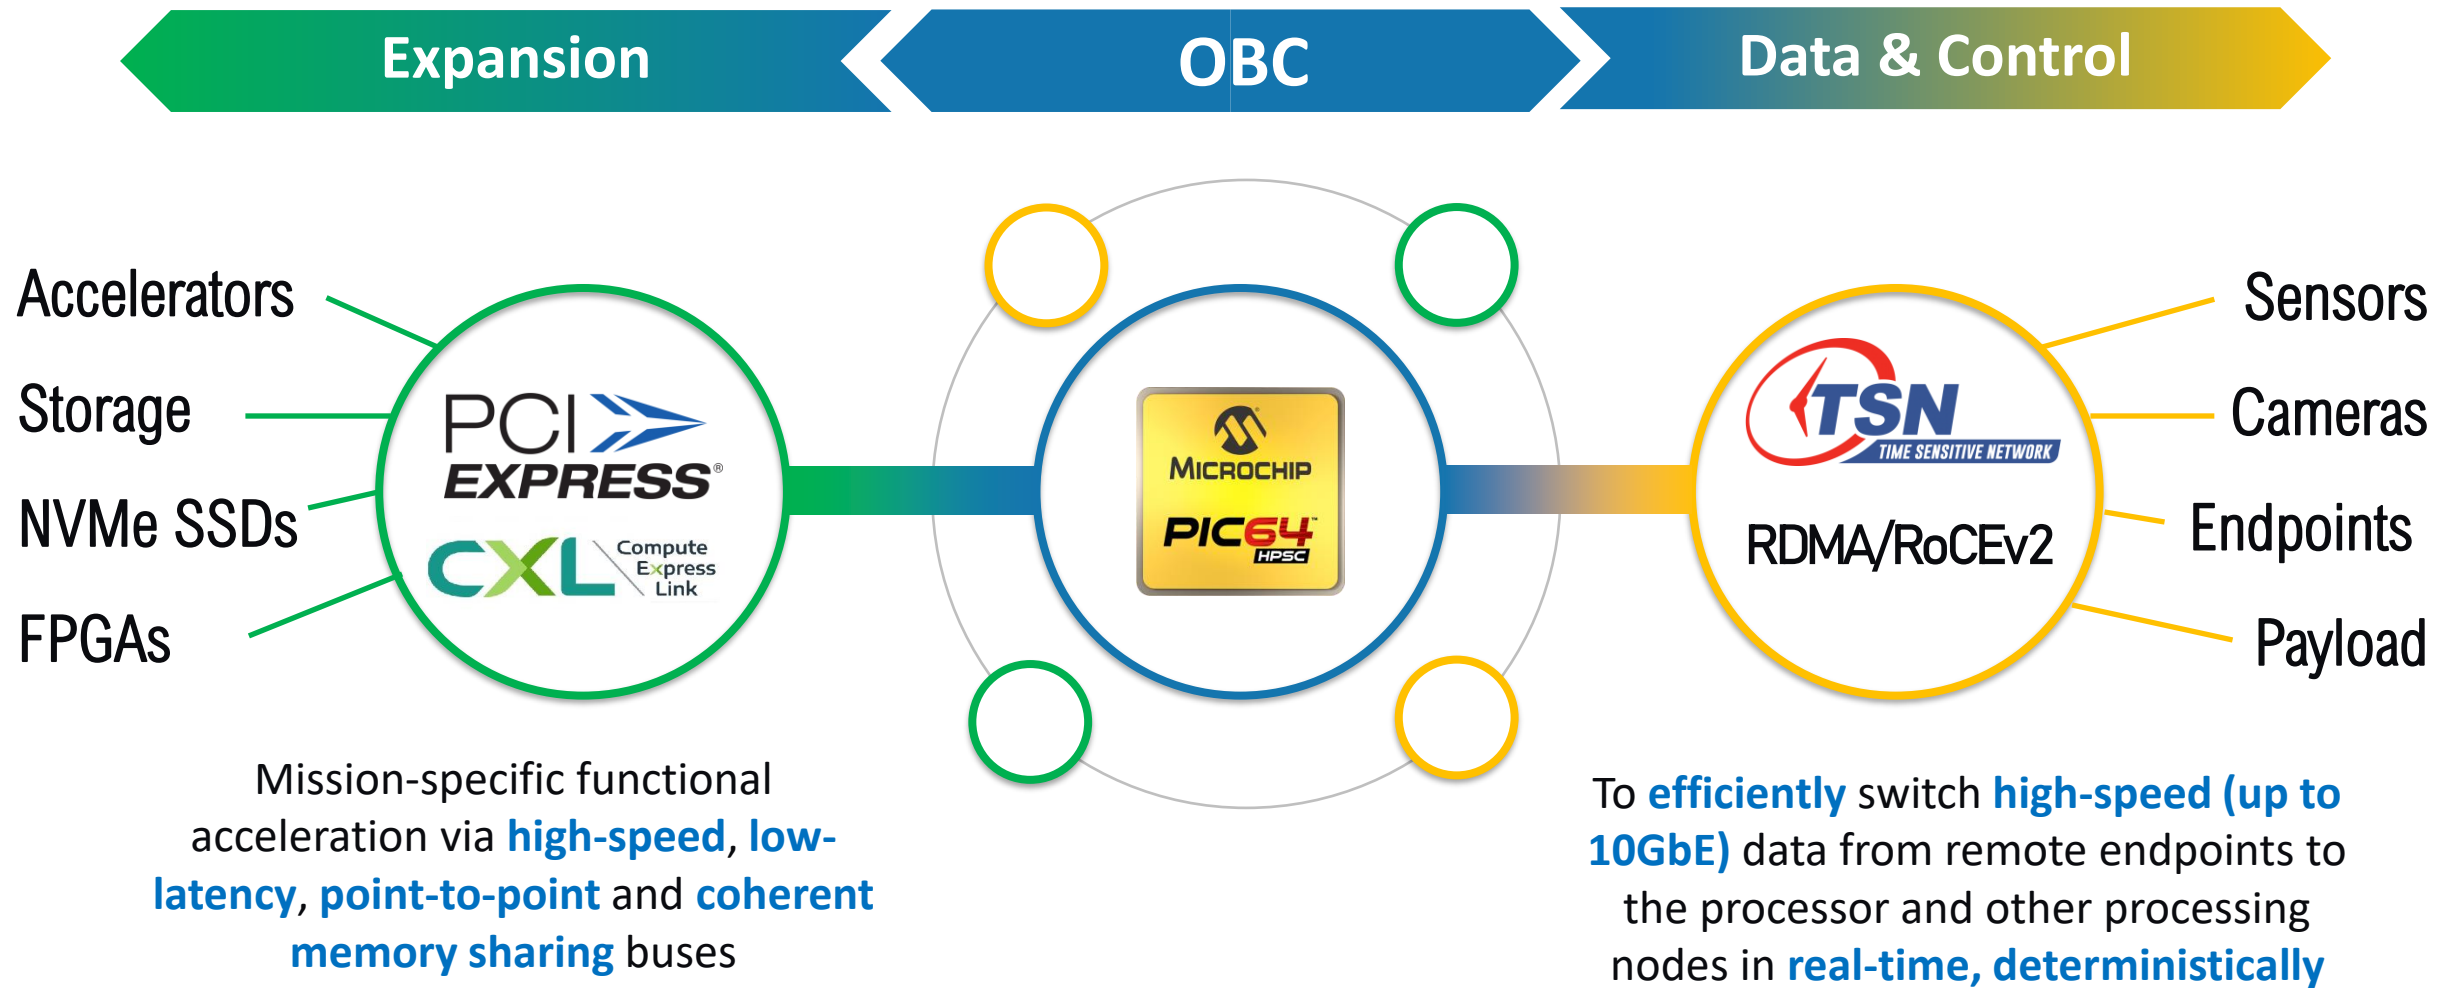 Expansion
OBC
Data & Control
Accelerators
Storage
NVMe SSDs
FPGAs
PCI
EXPRESS®
CXL
Compute
Express
Link
MICROCHIP
PIC64™
HPSC
TSN
TIME SENSITIVE NETWORK
RDMA/RoCEv2
Sensors
Cameras
Endpoints
Payload
Mission-specific functional
acceleration via high-speed, low-
latency, point-to-point and coherent
memory sharing buses
To efficiently switch high-speed (up to
10GbE) data from remote endpoints to
the processor and other processing
nodes in real-time, deterministically